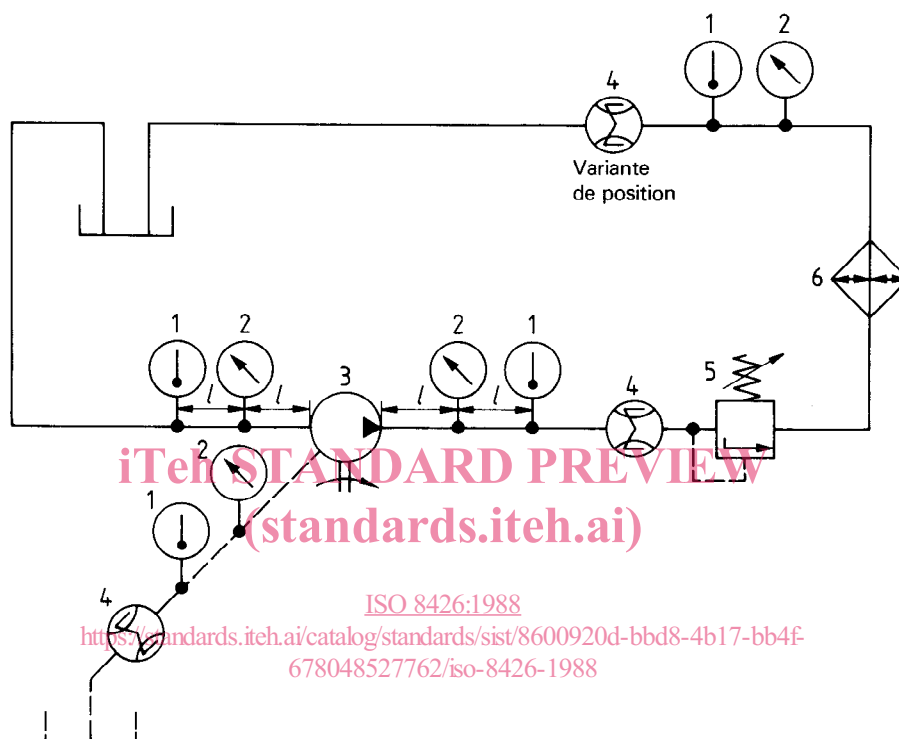 1 2
4
Variante
de position
6
1 2 3 2 1
5
l l l l
4
iTeh STANDARD PREVIEW
2
1
(standards.iteh.ai)
4
ISO 8426:1988
https://standards.iteh.ai/catalog/standards/sist/8600920d-bbd8-4b17-bb4f-
678048527762/iso-8426-1988